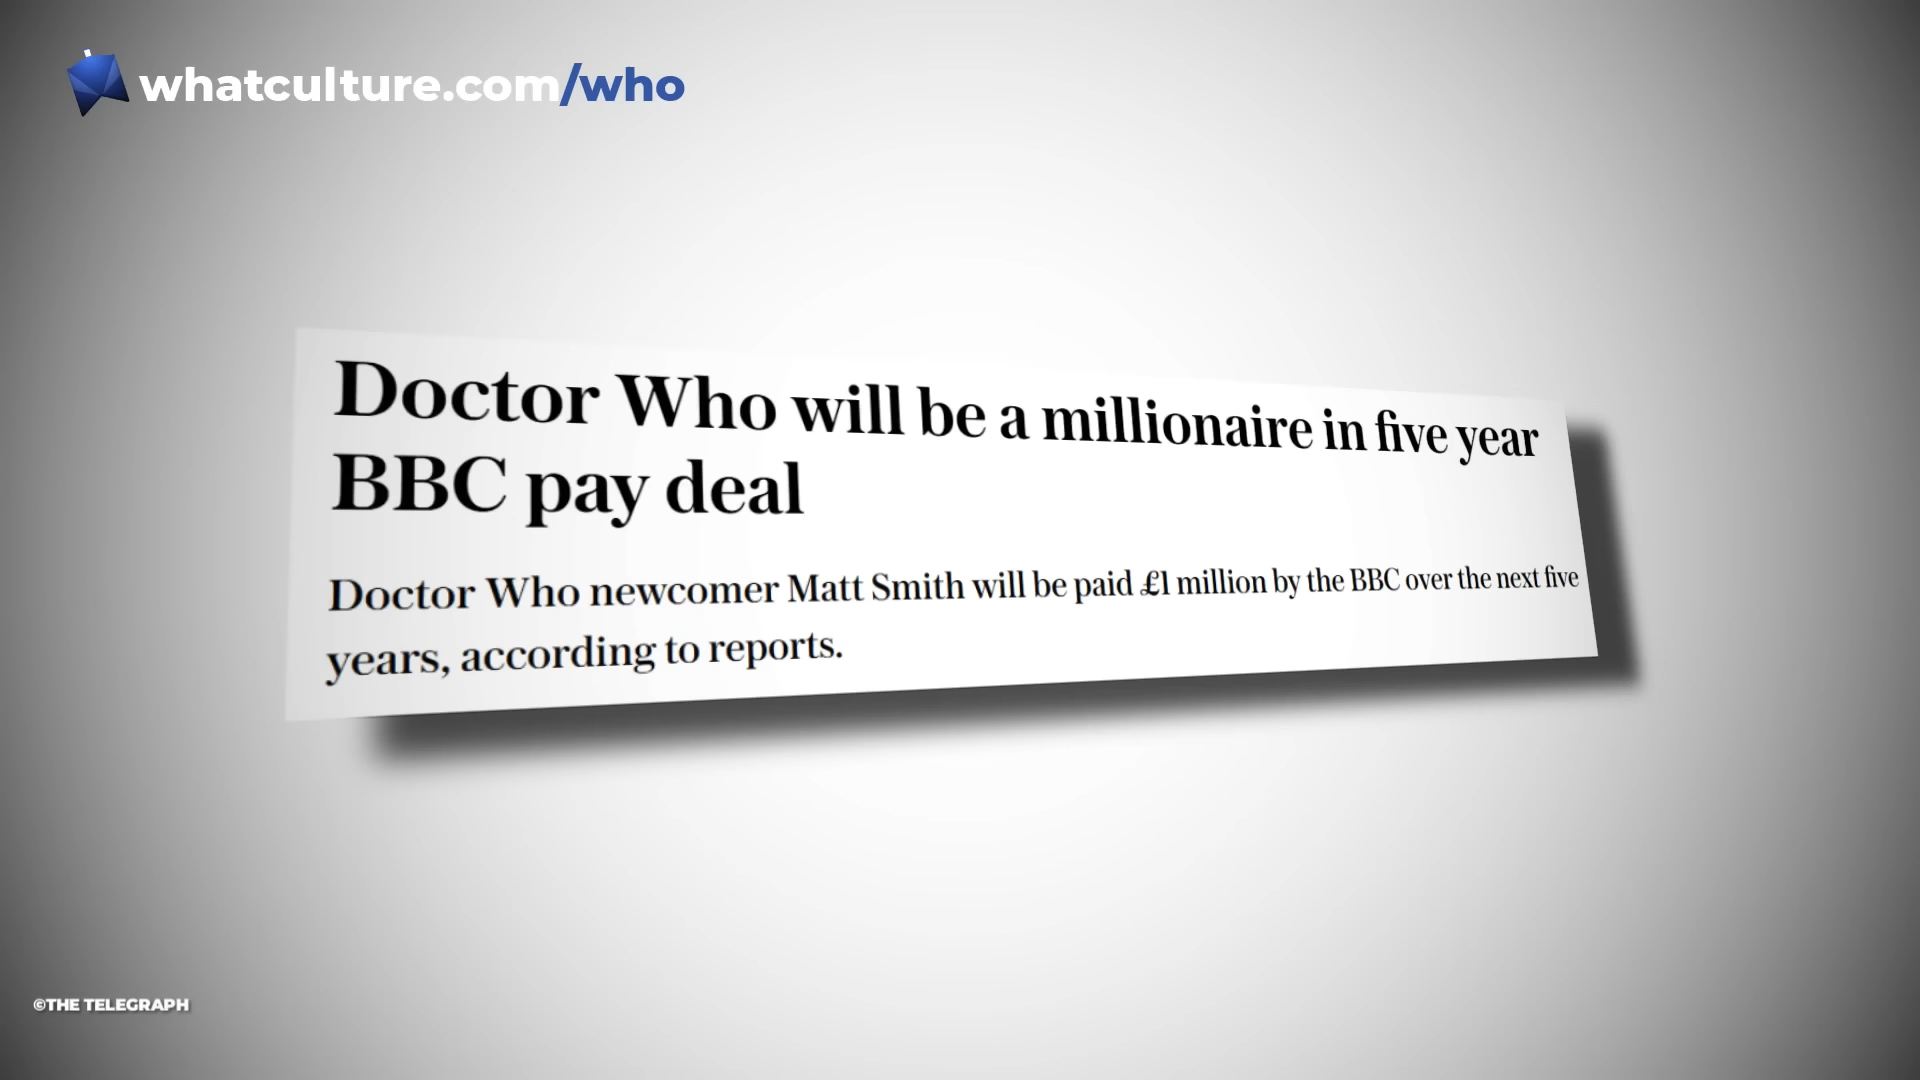 whatculture.com/who
Doctor Who will be a millionaire in five year
BBC pay deal
Doctor Who newcomer Matt Smith will be paid £1 million by the BBC over the next five
years, according to reports.
©THE TELEGRAPH